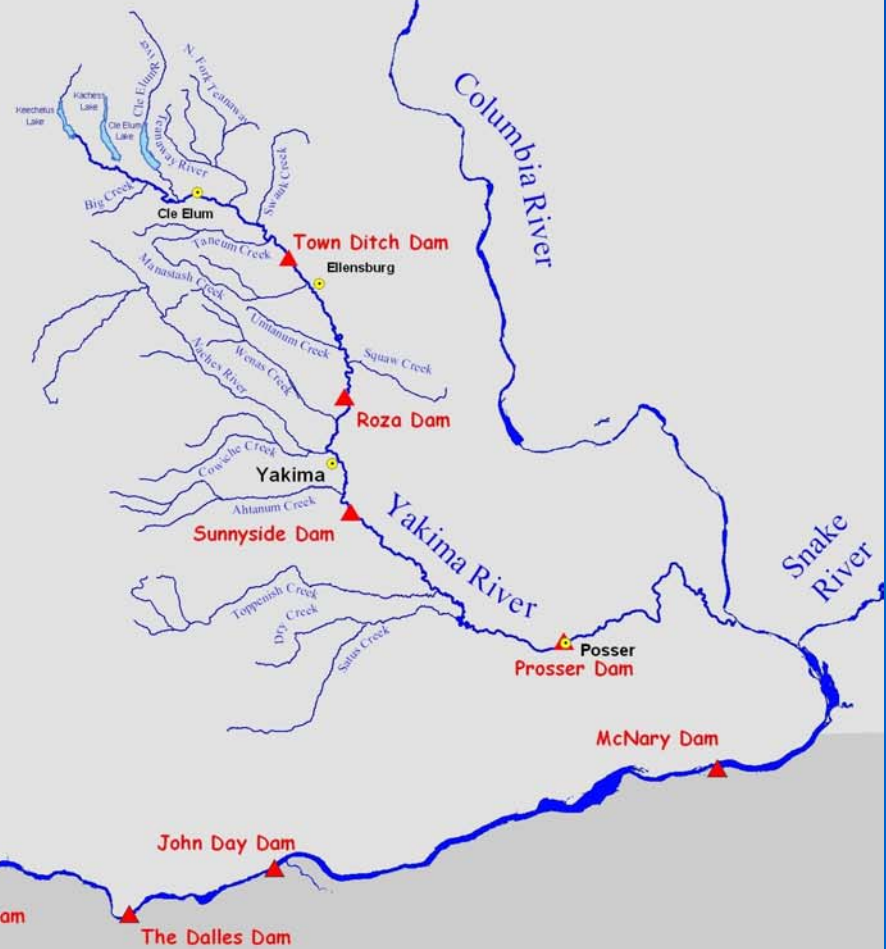 N. Fork Teanaway
Cle Elum River
Kachess
Lake
Keechelus
Lake
Cle Elum
Lake
Teanaway River
Swauk Creek
Big Creek
Cle Elum
Columbia River
Taneum Creek
Town Ditch Dam
Ellensburg
Manastash Creek
Umtanum Creek
Squaw Creek
Naches River
Wenas Creek
Roza Dam
Cowiche Creek
Yakima
Ahtanum Creek
Sunnyside Dam
Yakima River
Snake
River
Toppenish Creek
Dry Creek
Satus Creek
Posser
Prosser Dam
McNary Dam
John Day Dam
am
The Dalles Dam